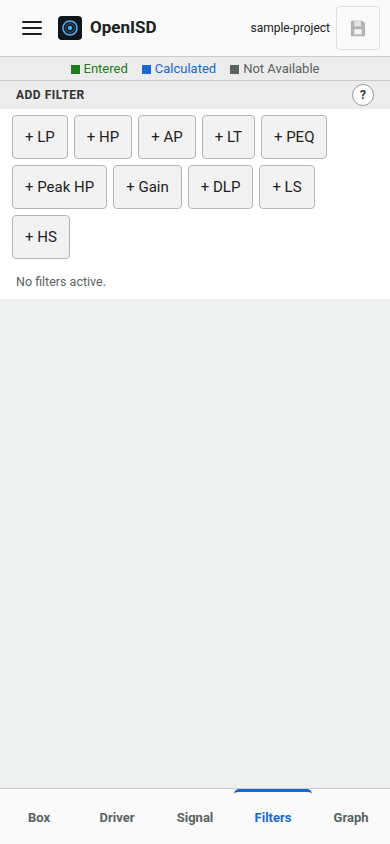 OpenISD
sample-project
Entered Calculated Not Available
ADD FILTER ?
+ LP + HP + AP + LT + PEQ
+ Peak HP + Gain + DLP + LS
+ HS
No filters active.
Box Driver Signal Filters Graph